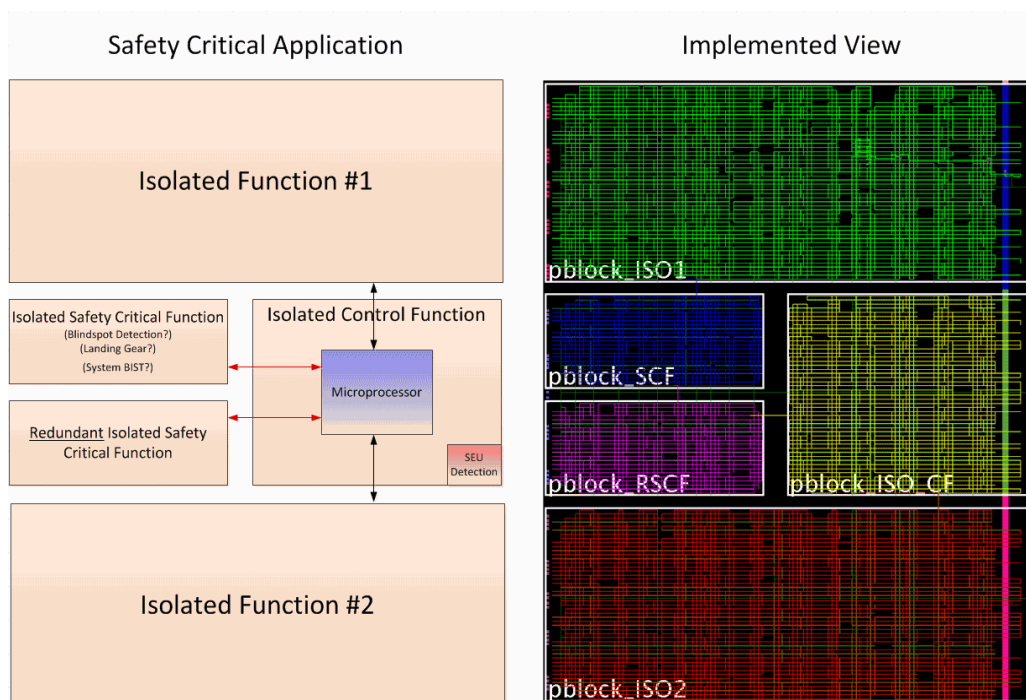 Safety Critical Application
Implemented View
Isolated Function #1
Isolated Safety Critical Function
(Blindspot Detection?)
(Landing Gear?)
(System BIST?)
Isolated Control Function
Microprocessor
Redundant Isolated Safety
Critical Function
SEU
Detection
Isolated Function #2
pblock_ISO1
pblock_SCF
pblock_RSCF
pblock_ISO_CF
pblock_ISO2